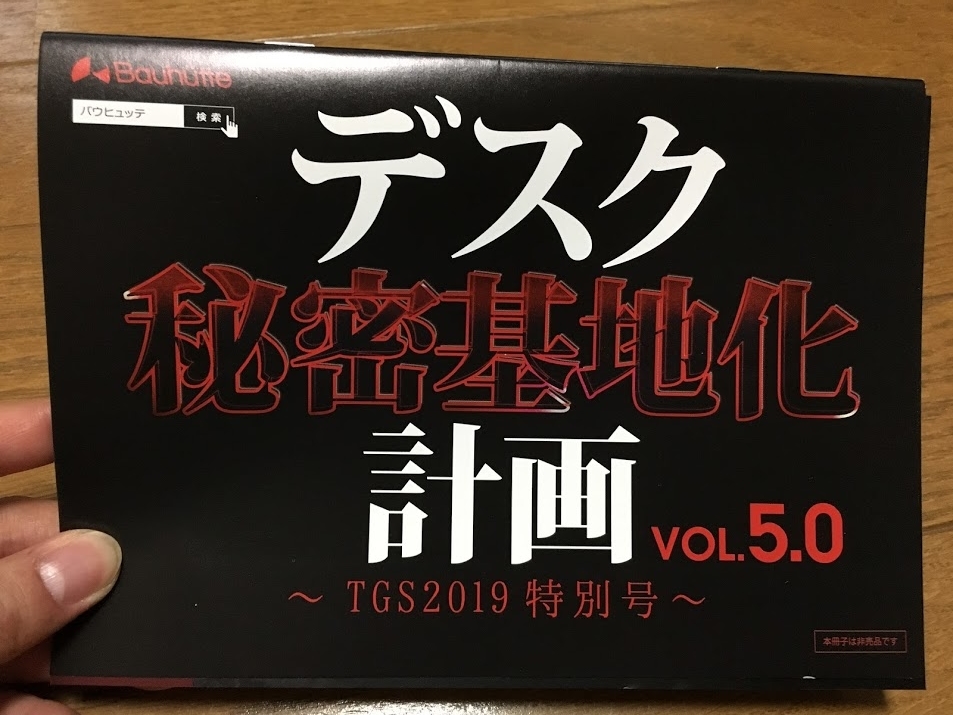 Bauhutte
バウヒュッテ 検索
デスク
秘密基地化
計画 VOL.5.0
～TGS2019 特別号～
本冊子は非売品です